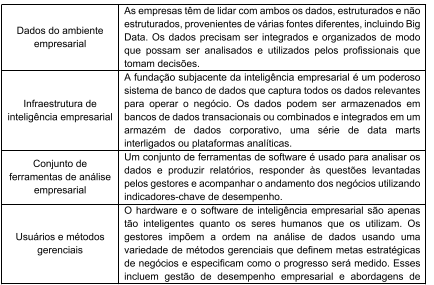 Dados do ambiente
empresarial
As empresas têm de lidar com ambos os dados, estruturados e não
estruturados, provenientes de várias fontes diferentes, incluindo Big
Data. Os dados precisam ser integrados e organizados de modo
que possam ser analisados e utilizados pelos profissionais que
tomam decisões.
Infraestrutura de
inteligência empresarial
A fundação subjacente da inteligência empresarial é um poderoso
sistema de banco de dados que captura todos os dados relevantes
para operar o negócio. Os dados podem ser armazenados em
bancos de dados transacionais ou combinados e integrados em um
armazém de dados corporativo, uma série de data marts
interligados ou plataformas analíticas.
Conjunto de
ferramentas de análise
empresarial
Um conjunto de ferramentas de software é usado para analisar os
dados e produzir relatórios, responder às questões levantadas
pelos gestores e acompanhar o andamento dos negócios utilizando
indicadores-chave de desempenho.
Usuários e métodos
gerenciais
O hardware e o software de inteligência empresarial são apenas
tão inteligentes quanto os seres humanos que os utilizam. Os
gestores impõem a ordem na análise de dados usando uma
variedade de métodos gerenciais que definem metas estratégicas
de negócios e especificam como o progresso será medido. Esses
incluem gestão de desempenho empresarial e abordagens de